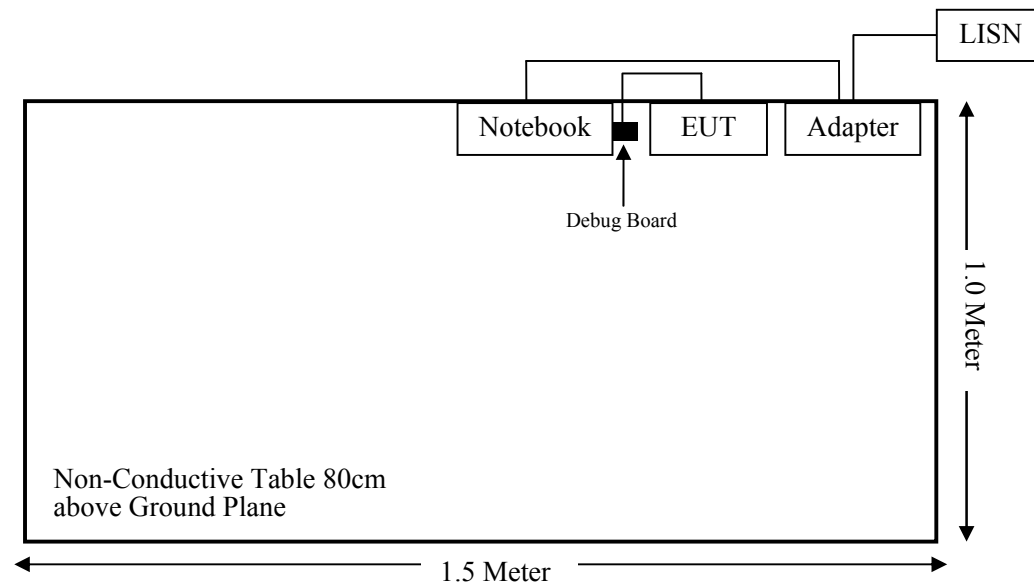 LISN
Notebook
EUT
Adapter
Debug Board
1.0 Meter
Non-Conductive Table 80cm
above Ground Plane
1.5 Meter